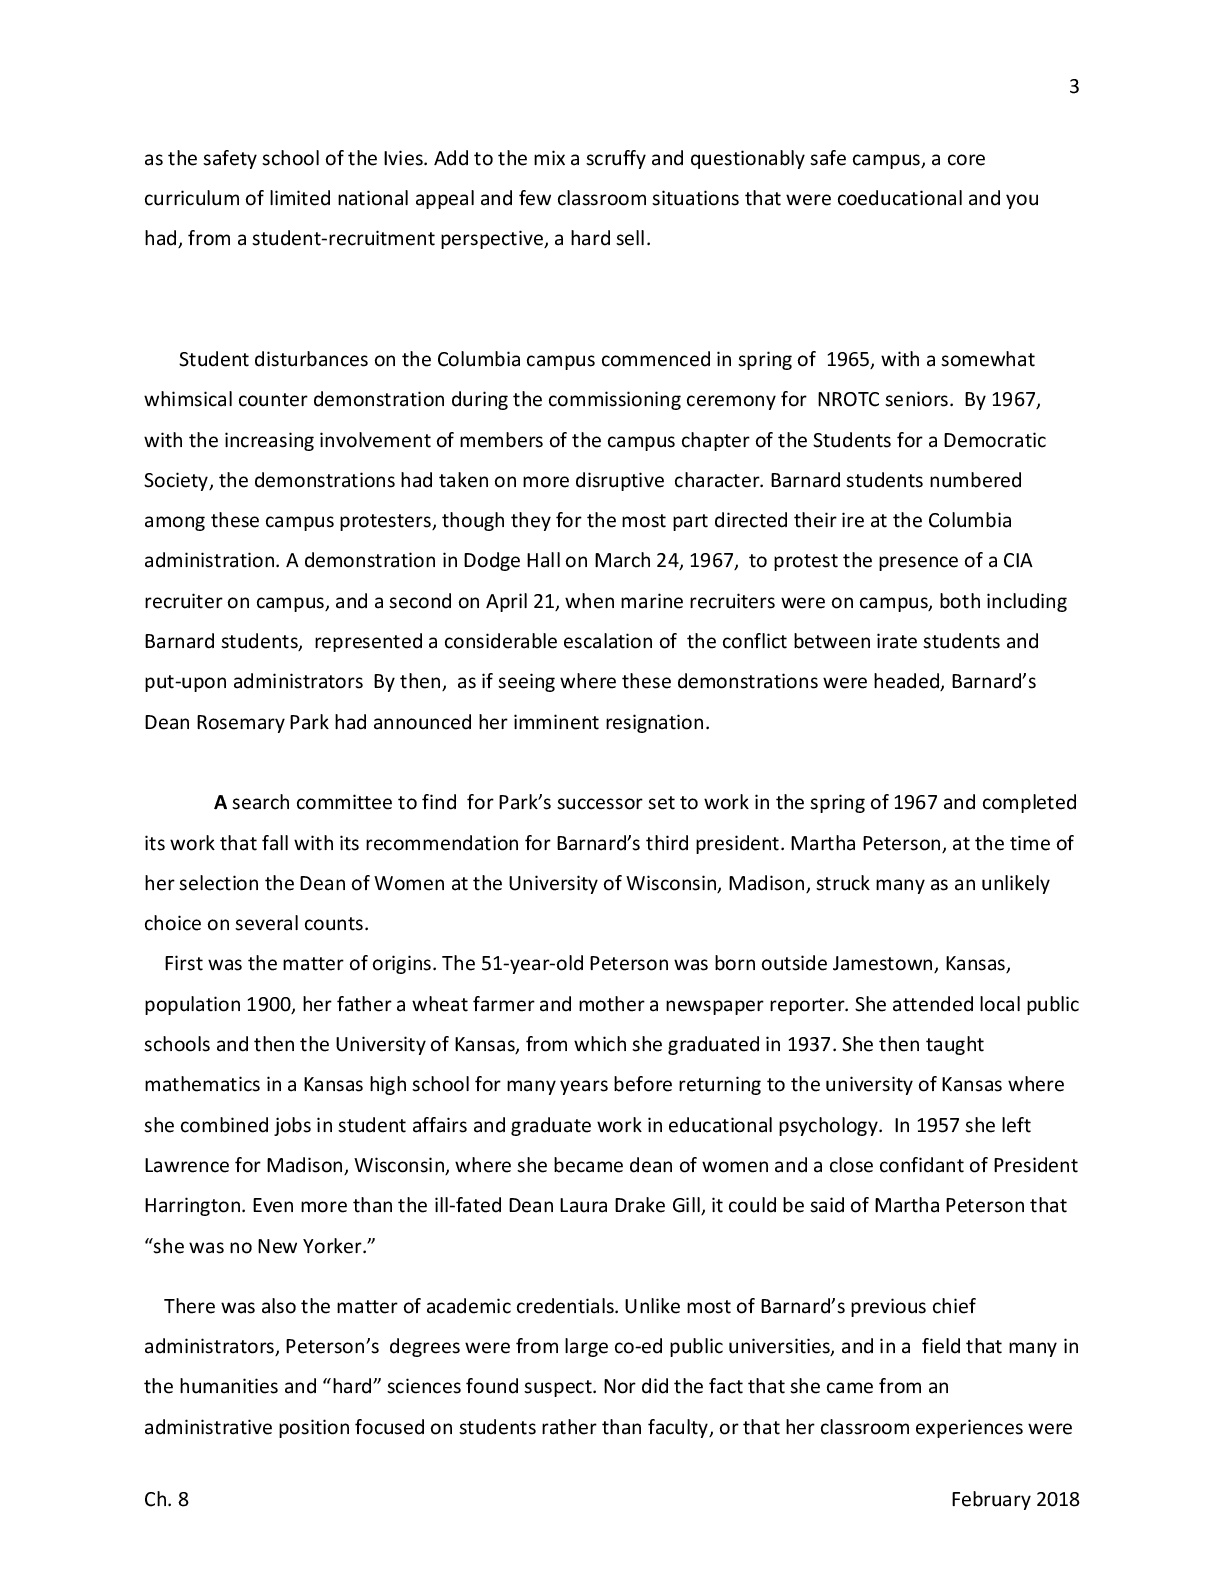 3
as the safety school of the Ivies. Add to the mix a scruffy and questionably safe campus, a core
curriculum of limited national appeal and few classroom situations that were coeducational and you
had, from a student-recruitment perspective, a hard sell.
Student disturbances on the Columbia campus commenced in spring of  1965, with a somewhat
whimsical counter demonstration during the commissioning ceremony for  NROTC seniors.  By 1967,
with the increasing involvement of members of the campus chapter of the Students for a Democratic
Society, the demonstrations had taken on more disruptive  character. Barnard students numbered
among these campus protesters, though they for the most part directed their ire at the Columbia
administration. A demonstration in Dodge Hall on March 24, 1967,  to protest the presence of a CIA
recruiter on campus, and a second on April 21, when marine recruiters were on campus, both including
Barnard students,  represented a considerable escalation of  the conflict between irate students and
put-upon administrators  By then,  as if seeing where these demonstrations were headed, Barnard’s
Dean Rosemary Park had announced her imminent resignation.
A search committee to find  for Park’s successor set to work in the spring of 1967 and completed
its work that fall with its recommendation for Barnard’s third president. Martha Peterson, at the time of
her selection the Dean of Women at the University of Wisconsin, Madison, struck many as an unlikely
choice on several counts.
First was the matter of origins. The 51-year-old Peterson was born outside Jamestown, Kansas,
population 1900, her father a wheat farmer and mother a newspaper reporter. She attended local public
schools and then the University of Kansas, from which she graduated in 1937. She then taught
mathematics in a Kansas high school for many years before returning to the university of Kansas where
she combined jobs in student affairs and graduate work in educational psychology.  In 1957 she left
Lawrence for Madison, Wisconsin, where she became dean of women and a close confidant of President
Harrington. Even more than the ill-fated Dean Laura Drake Gill, it could be said of Martha Peterson that
“she was no New Yorker.”
There was also the matter of academic credentials. Unlike most of Barnard’s previous chief
administrators, Peterson’s  degrees were from large co-ed public universities, and in a  field that many in
the humanities and “hard” sciences found suspect. Nor did the fact that she came from an
administrative position focused on students rather than faculty, or that her classroom experiences were
Ch. 8
February 2018